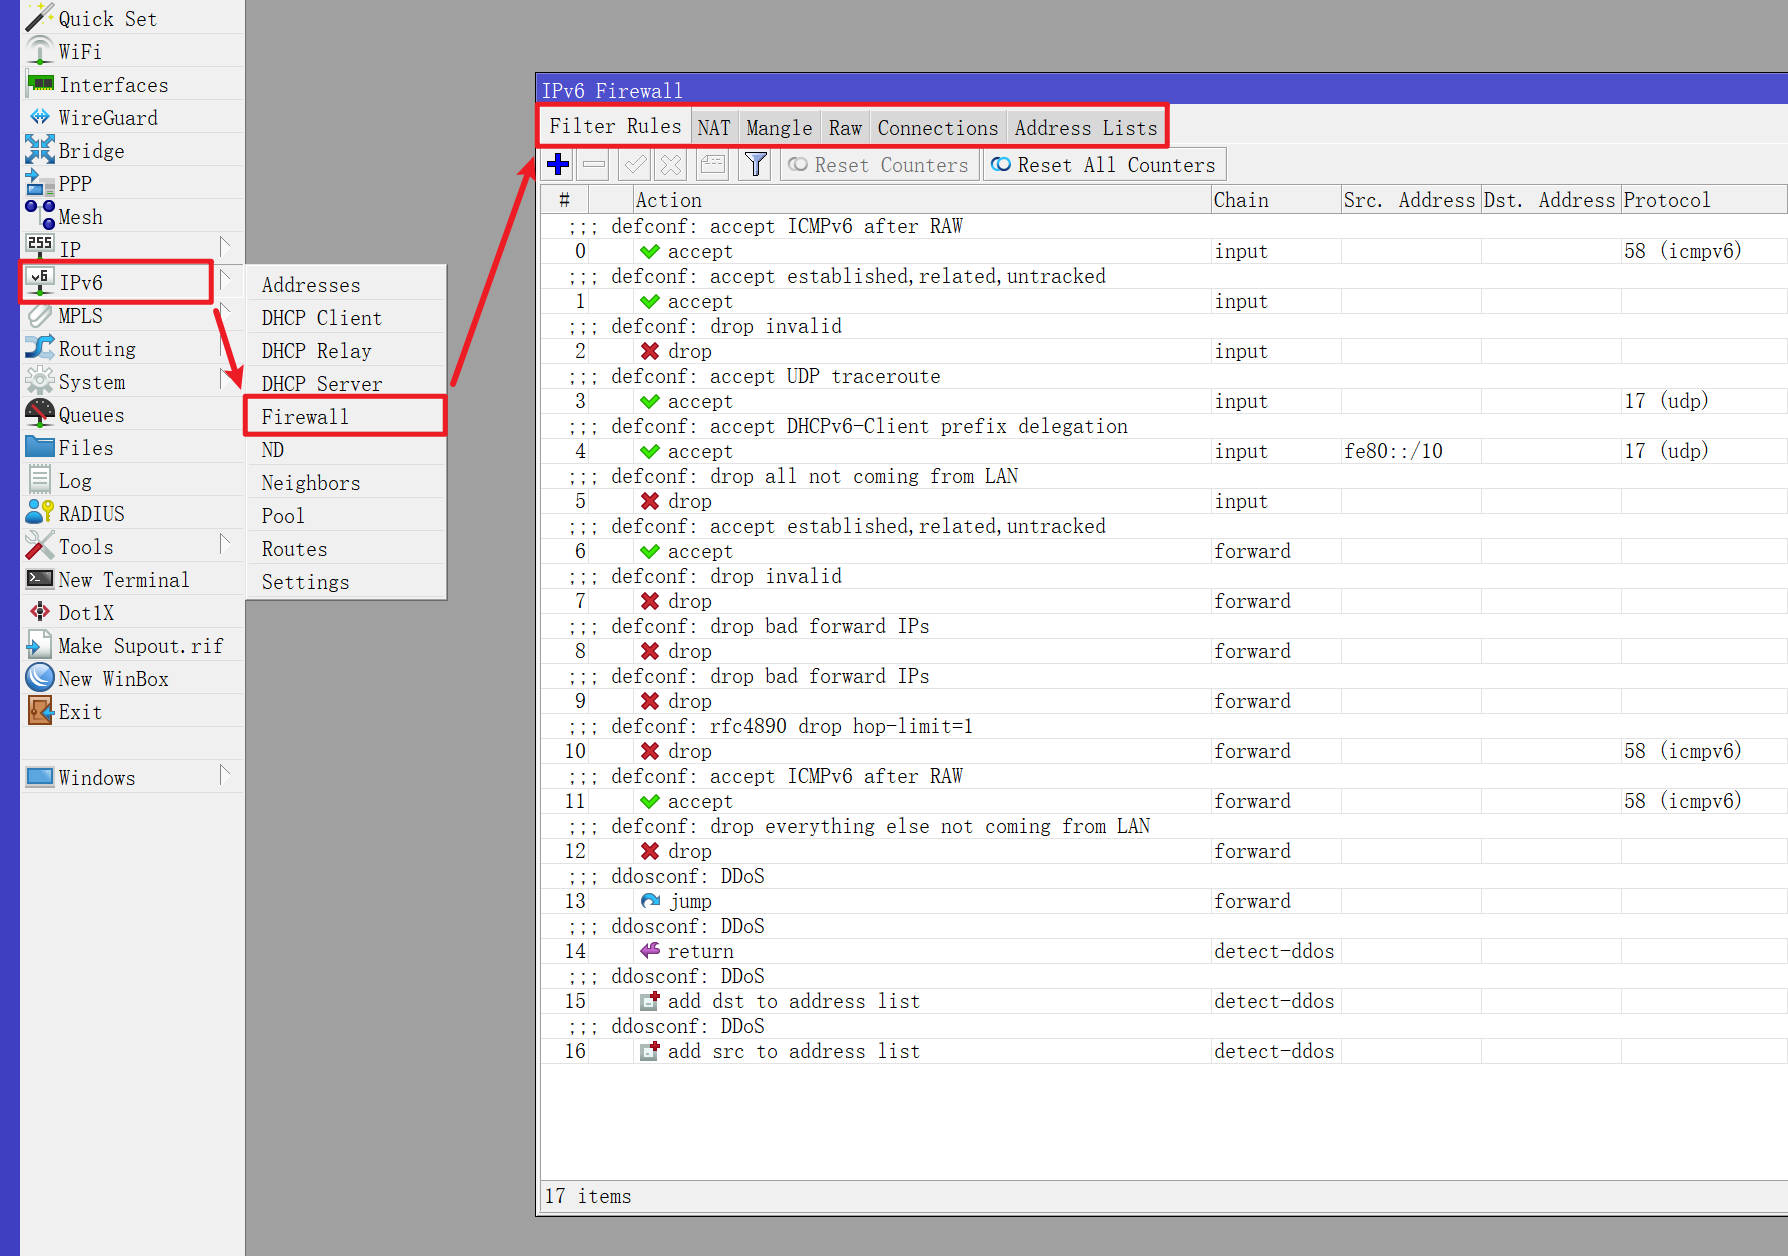 Quick Set
WiFi
Interfaces
WireGuard
Bridge
PPP
Mesh
255 IP
v6 IPv6
MPLS
Routing
System
Queues
Files
Log
RADIUS
Tools
New Terminal
Dot1X
Make Supout.rif
New WinBox
Exit
Windows
Addresses
DHCP Client
DHCP Relay
DHCP Server
Firewall
ND
Neighbors
Pool
Routes
Settings
IPv6 Firewall
Filter Rules NAT Mangle Raw Connections Address Lists
Reset Counters Reset All Counters
# Action Chain Src. Address Dst. Address Protocol
;;; defconf: accept ICMPv6 after RAW
0 accept input 58 (icmpv6)
;;; defconf: accept established,related,untracked
1 accept input
;;; defconf: drop invalid
2 drop input
;;; defconf: accept UDP traceroute
3 accept input 17 (udp)
;;; defconf: accept DHCPv6-Client prefix delegation
4 accept input fe80::/10 17 (udp)
;;; defconf: drop all not coming from LAN
5 drop input
;;; defconf: accept established,related,untracked
6 accept forward
;;; defconf: drop invalid
7 drop forward
;;; defconf: drop bad forward IPs
8 drop forward
;;; defconf: drop bad forward IPs
9 drop forward
;;; defconf: rfc4890 drop hop-limit=1
10 drop forward 58 (icmpv6)
;;; defconf: accept ICMPv6 after RAW
11 accept forward 58 (icmpv6)
;;; defconf: drop everything else not coming from LAN
12 drop forward
;;; ddosconf: DDoS
13 jump forward
;;; ddosconf: DDoS
14 return detect-ddos
;;; ddosconf: DDoS
15 add dst to address list detect-ddos
;;; ddosconf: DDoS
16 add src to address list detect-ddos
17 items